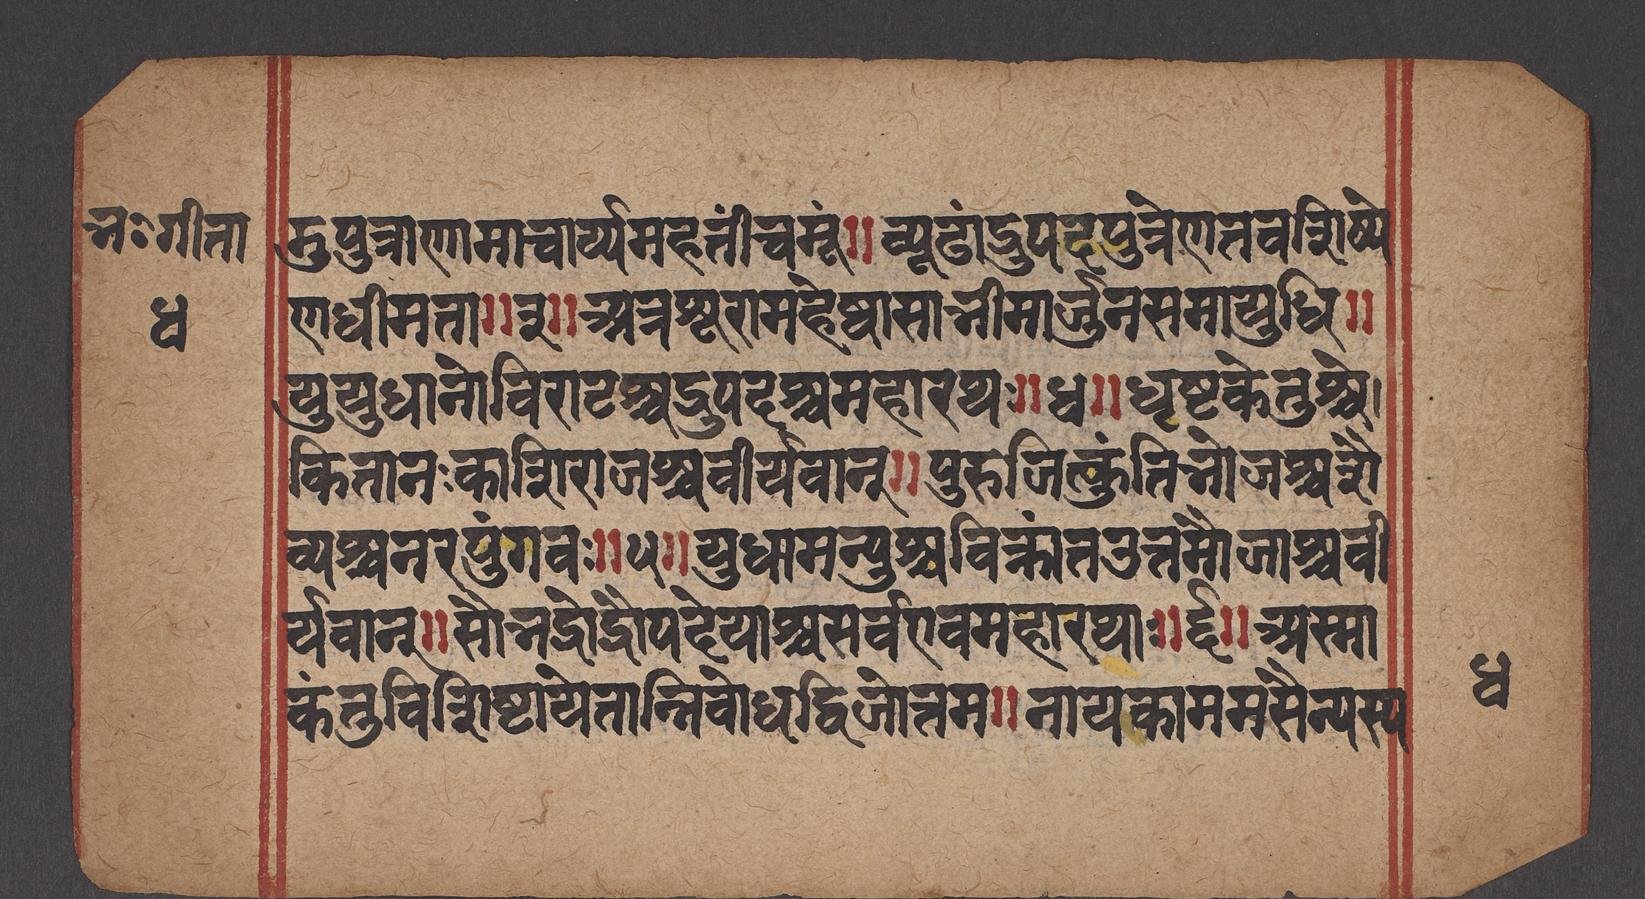 भ॰गीता
४
ण्डुपुत्राणामाचार्य्यमहतींचमूं॥ व्यूढांद्रुपदपुत्रेणतवशिष्ये
णधीमता॥३॥अत्रशूरामहेष्वासाभीमार्जुनसमायुधि॥
युयुधानोविराटश्चद्रुपदश्चमहारथः॥४॥धृष्टकेतुश्चे।
कितानःकाशिराजश्चवीर्यवान्॥पुरुजित्कुंतिभोजश्चशै
व्यश्चनरपुंगवः॥५॥युधामन्युश्चविक्रांतउत्तमौजाश्चवी
र्यवान्॥सौभद्रोद्रौपदेयाश्चसर्वएवमहारथाः॥६॥अस्मा
कंतुविशिष्टायेतान्निबोधद्विजोत्तम॥नायकाममसैन्यस्य
४